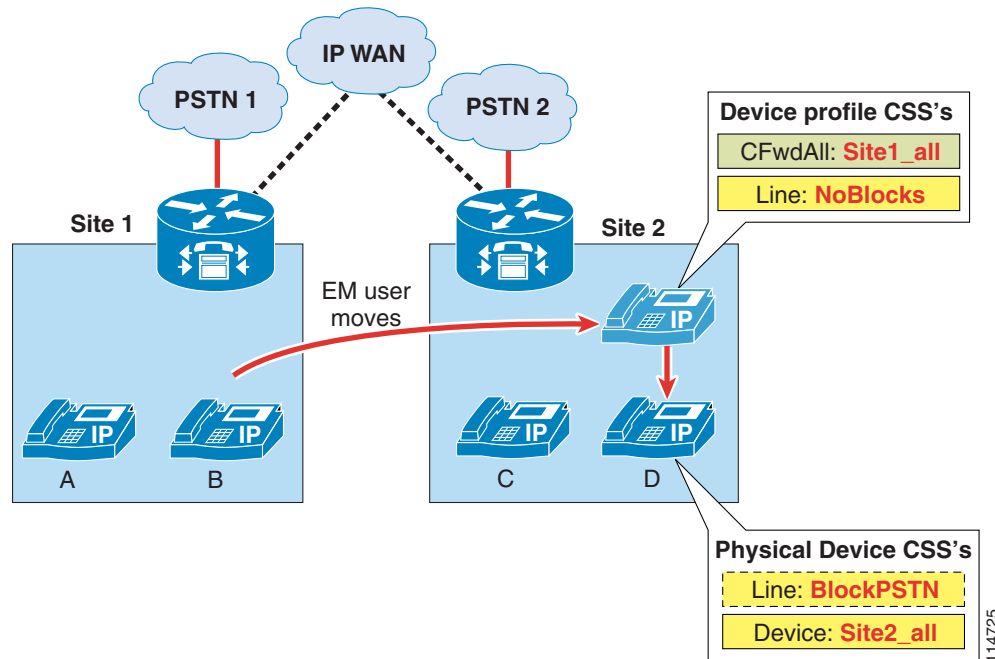 IP WAN
PSTN 1
PSTN 2
Device profile CSS's
CFwdAll: Site1_all
Line: NoBlocks
Site 1
Site 2
EM user
moves
IP
IP
IP
IP
IP
A
B
C
D
Physical Device CSS's
Line: BlockPSTN
Device: Site2_all
114725